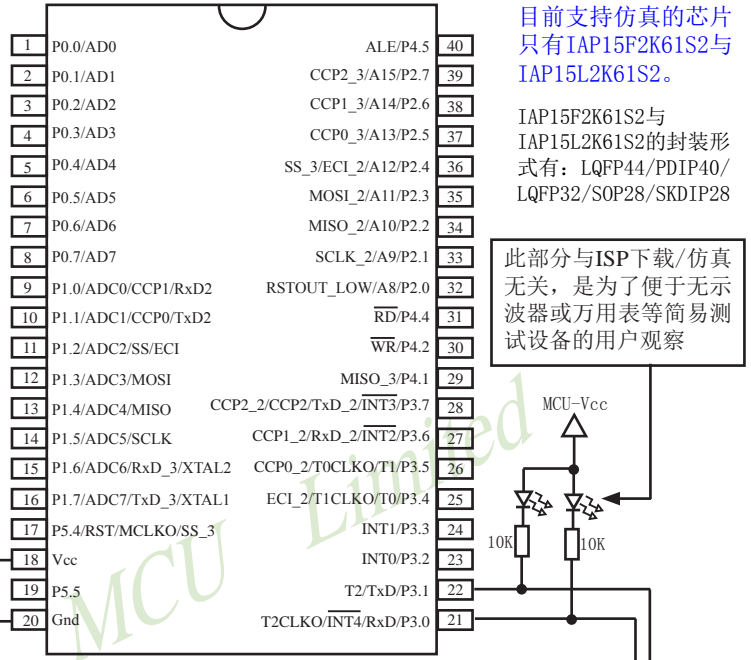 目前支持仿真的芯片
只有IAP15F2K61S2与
IAP15L2K61S2。
IAP15F2K61S2与
IAP15L2K61S2的封装形
式有: LQFP44/PDIP40/
LQFP32/SOP28/SKDIP28
此部分与ISP下载/仿真
无关，是为了便于无示
波器或万用表等简易测
试设备的用户观察
1 P0.0/AD0 ALE/P4.5 40
2 P0.1/AD1 CCP2_3/A15/P2.7 39
3 P0.2/AD2 CCP1_3/A14/P2.6 38
4 P0.3/AD3 CCP0_3/A13/P2.5 37
5 P0.4/AD4 SS_3/ECI_2/A12/P2.4 36
6 P0.5/AD5 MOSI_2/A11/P2.3 35
7 P0.6/AD6 MISO_2/A10/P2.2 34
8 P0.7/AD7 SCLK_2/A9/P2.1 33
9 P1.0/ADC0/CCP1/RxD2 RSTOUT_LOW/A8/P2.0 32
10 P1.1/ADC1/CCP0/TxD2 RD/P4.4 31
11 P1.2/ADC2/SS/ECI WR/P4.2 30
12 P1.3/ADC3/MOSI MISO_3/P4.1 29
13 P1.4/ADC4/MISO CCP2_2/CCP2/TxD_2/INT3/P3.7 28
14 P1.5/ADC5/SCLK CCP1_2/RxD_2/INT2/P3.6 27
15 P1.6/ADC6/RxD_3/XTAL2 CCP0_2/T0CLKO/T1/P3.5 26
16 P1.7/ADC7/TxD_3/XTAL1 ECI_2/T1CLKO/T0/P3.4 25
17 P5.4/RST/MCLKO/SS_3 INT1/P3.3 24
18 Vcc INT0/P3.2 23
19 P5.5 T2/TxD/P3.1 22
20 Gnd T2CLKO/INT4/RxD/P3.0 21
MCU-Vcc
10K 10K
MCU Limited